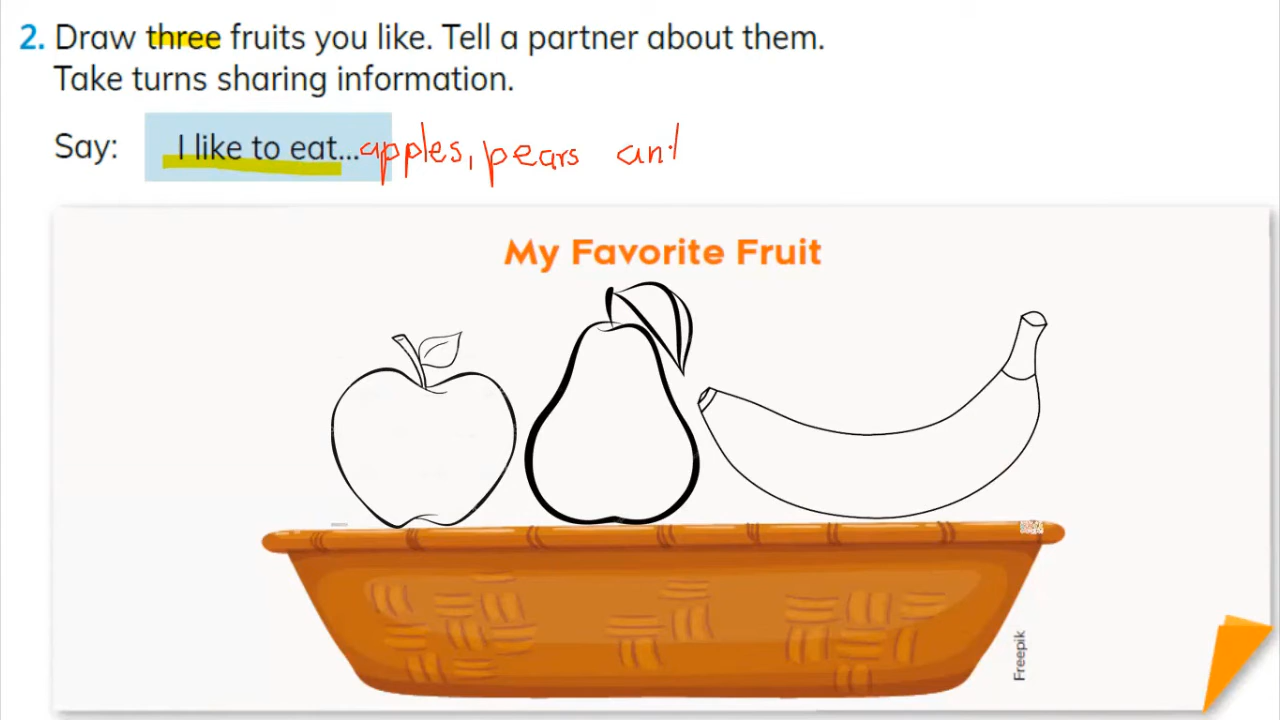 2. Draw three fruits you like. Tell a partner about them.
Take turns sharing information.
Say: I like to eat... apples, pears and
My Favorite Fruit
Freepik